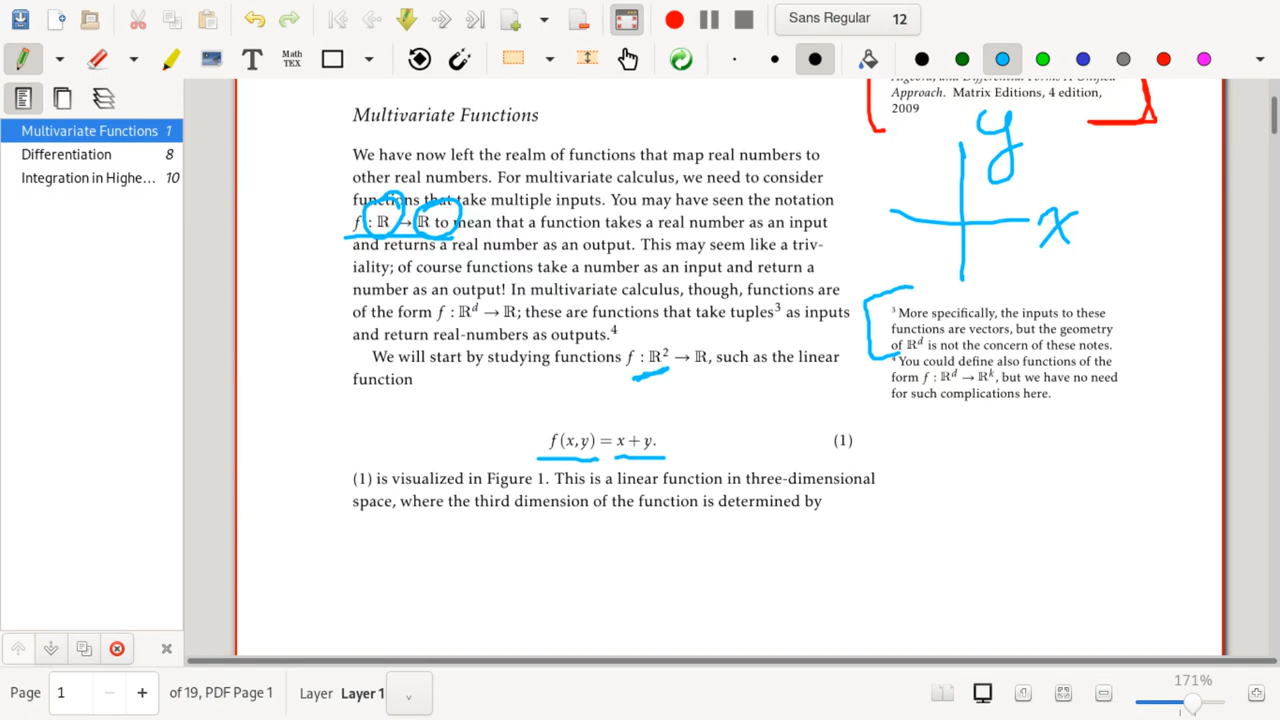 Sans Regular 12
Math
TEX
Multivariate Functions 1
Differentiation 8
Integration in Highe... 10
Approach. Matrix Editions, 4 edition,
2009
y
x
Multivariate Functions
We have now left the realm of functions that map real numbers to
other real numbers. For multivariate calculus, we need to consider
functions that take multiple inputs. You may have seen the notation
f : ℝ → ℝ to mean that a function takes a real number as an input
and returns a real number as an output. This may seem like a triv-
iality; of course functions take a number as an input and return a
number as an output! In multivariate calculus, though, functions are
of the form f : ℝᵈ → ℝ; these are functions that take tuples³ as inputs
and return real-numbers as outputs.⁴
We will start by studying functions f : ℝ² → ℝ, such as the linear
function
f(x,y) = x + y. (1)
(1) is visualized in Figure 1. This is a linear function in three-dimensional
space, where the third dimension of the function is determined by
³ More specifically, the inputs to these
functions are vectors, but the geometry
of ℝᵈ is not the concern of these notes.
⁴ You could define also functions of the
form f : ℝᵈ → ℝᵏ, but we have no need
for such complications here.
Page 1 of 19, PDF Page 1 Layer Layer 1
171%